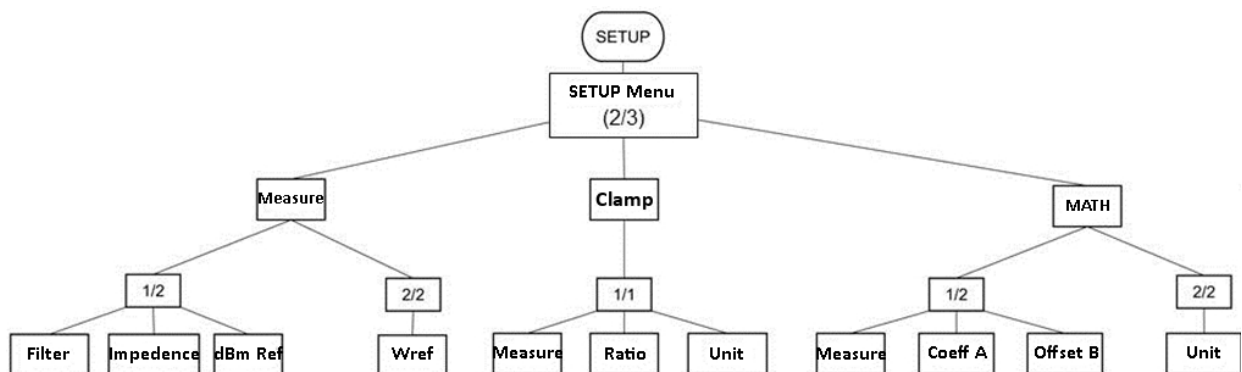 SETUP
SETUP Menu
(2/3)
Measure
Clamp
MATH
1/2
2/2
1/1
1/2
2/2
Filter
Impedence
dBm Ref
Wref
Measure
Ratio
Unit
Measure
Coeff A
Offset B
Unit